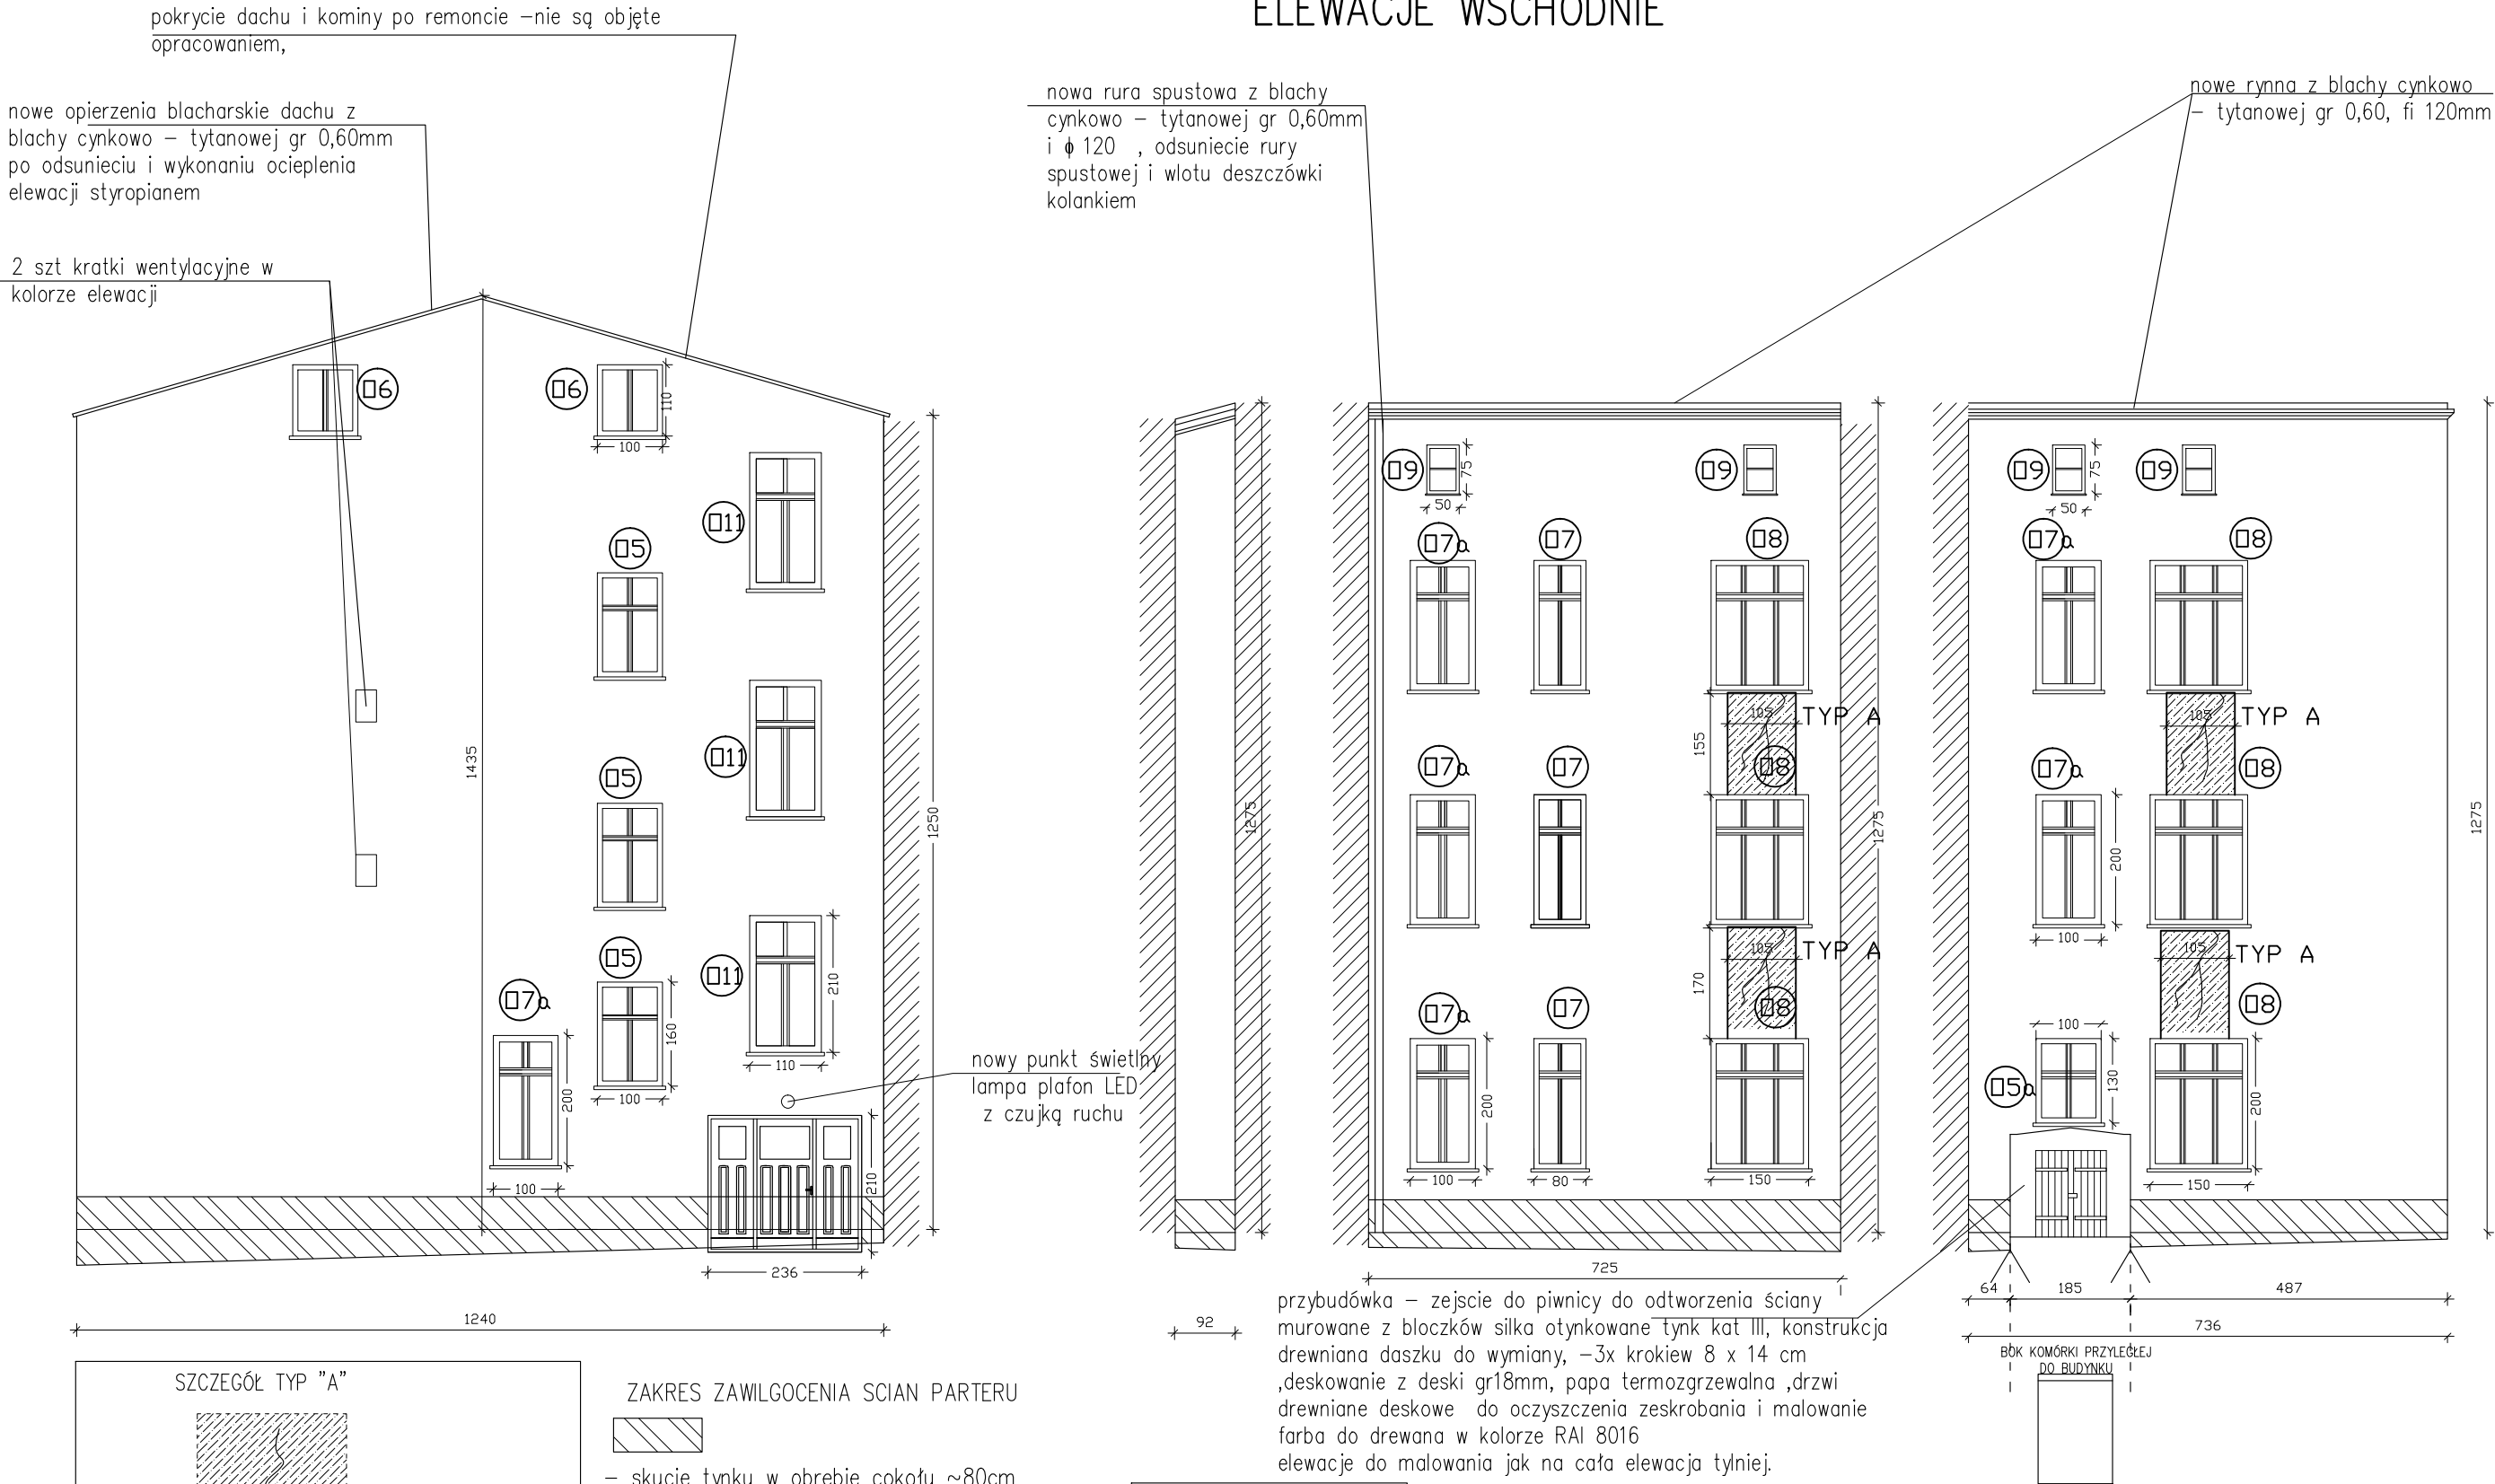 ELEWACJE WSCHODNIE
pokrycie dachu i kominy po remoncie –nie są objęte
opracowaniem,
nowe opierzenia blacharskie dachu z
blachy cynkowo – tytanowej gr 0,60mm
po odsunieciu i wykonaniu ocieplenia
elewacji styropianem
2 szt kratki wentylacyjne w
kolorze elewacji
nowa rura spustowa z blachy
cynkowo – tytanowej gr 0,60mm
i ϕ 120 , odsuniecie rury
spustowej i wlotu deszczówki
kolankiem
nowe rynna z blachy cynkowo
– tytanowej gr 0,60, fi 120mm
O6
O6
110
100
O11
O5
1435
O11
O5
1250
O5
O11
210
O7a
160
110
200
100
100
210
236
1240
nowy punkt świetlny
lampa plafon LED
z czujką ruchu
1275
92
O9
75
50
O9
O7a
O7
O8
105
TYP A
155
O7a
O7
O8
1275
105
TYP A
170
O7a
O7
O8
200
100
80
150
725
O9
75
50
O9
O7a
O8
105
TYP A
O7a
O8
200
100
1275
105
TYP A
O8
100
O5a
130
200
150
64
185
487
736
BOK KOMÓRKI PRZYLEGŁEJ
DO BUDYNKU
przybudówka – zejscie do piwnicy do odtworzenia ściany
murowane z bloczków silka otynkowane tynk kat III, konstrukcja
drewniana daszku do wymiany, –3x krokiew 8 x 14 cm
,deskowanie z deski gr18mm, papa termozgrzewalna ,drzwi
drewniane deskowe do oczyszczenia zeskrobania i malowanie
farba do drewana w kolorze RAl 8016
elewacje do malowania jak na cała elewacja tylniej.
SZCZEGÓŁ TYP "A"
ZAKRES ZAWILGOCENIA SCIAN PARTERU
– skucie tynku w obrębie cokołu ~80cm